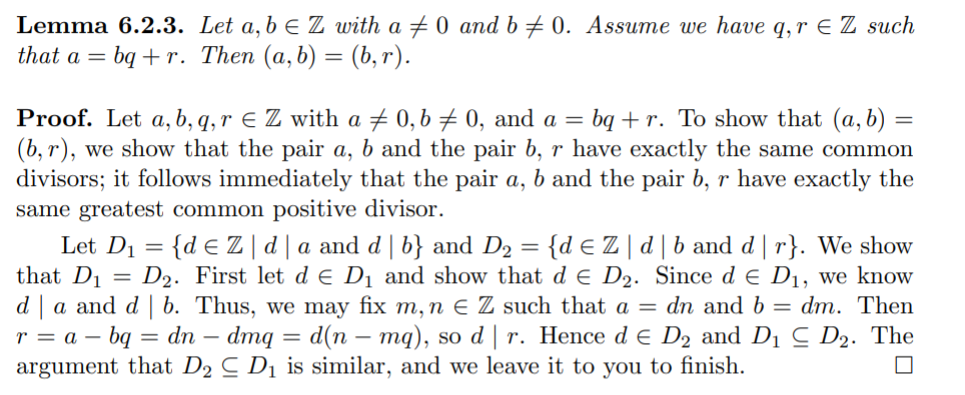 Lemma 6.2.3. Let a, b ∈ ℤ with a ≠ 0 and b ≠ 0. Assume we have q, r ∈ ℤ such
that a = bq + r. Then (a, b) = (b, r).
Proof. Let a, b, q, r ∈ ℤ with a ≠ 0, b ≠ 0, and a = bq + r. To show that (a, b) =
(b, r), we show that the pair a, b and the pair b, r have exactly the same common
divisors; it follows immediately that the pair a, b and the pair b, r have exactly the
same greatest common positive divisor.
Let D₁ = {d ∈ ℤ | d | a and d | b} and D₂ = {d ∈ ℤ | d | b and d | r}. We show
that D₁ = D₂. First let d ∈ D₁ and show that d ∈ D₂. Since d ∈ D₁, we know
d | a and d | b. Thus, we may fix m, n ∈ ℤ such that a = dn and b = dm. Then
r = a − bq = dn − dmq = d(n − mq), so d | r. Hence d ∈ D₂ and D₁ ⊆ D₂. The
argument that D₂ ⊆ D₁ is similar, and we leave it to you to finish. □